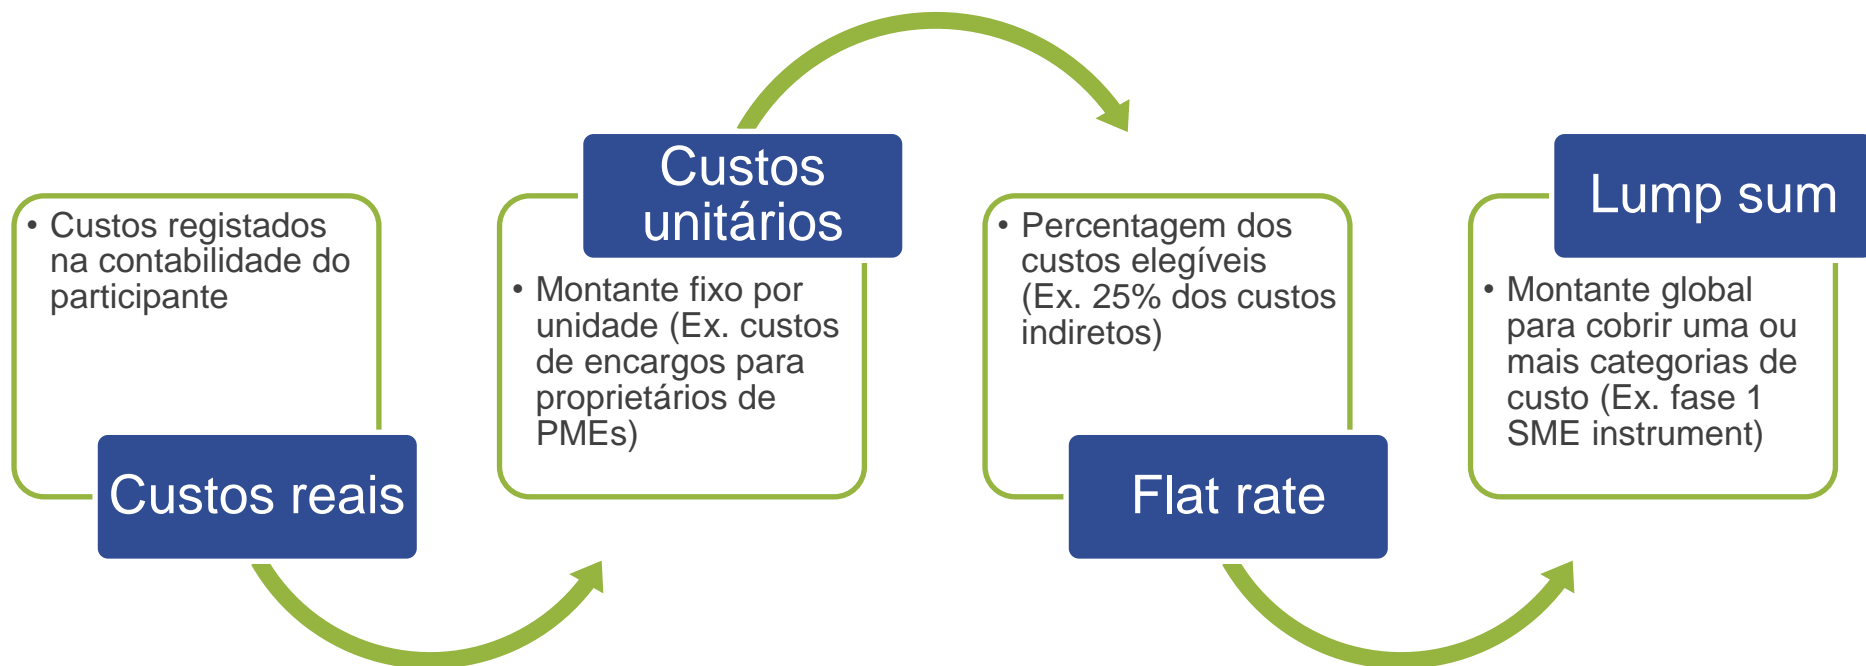 • Custos registados
na contabilidade do
participante
Custos reais
Custos
unitários
• Montante fixo por
unidade (Ex. custos
de encargos para
proprietários de
PMEs)
• Percentagem dos
custos elegíveis
(Ex. 25% dos custos
indiretos)
Flat rate
Lump sum
• Montante global
para cobrir uma ou
mais categorias de
custo (Ex. fase 1
SME instrument)